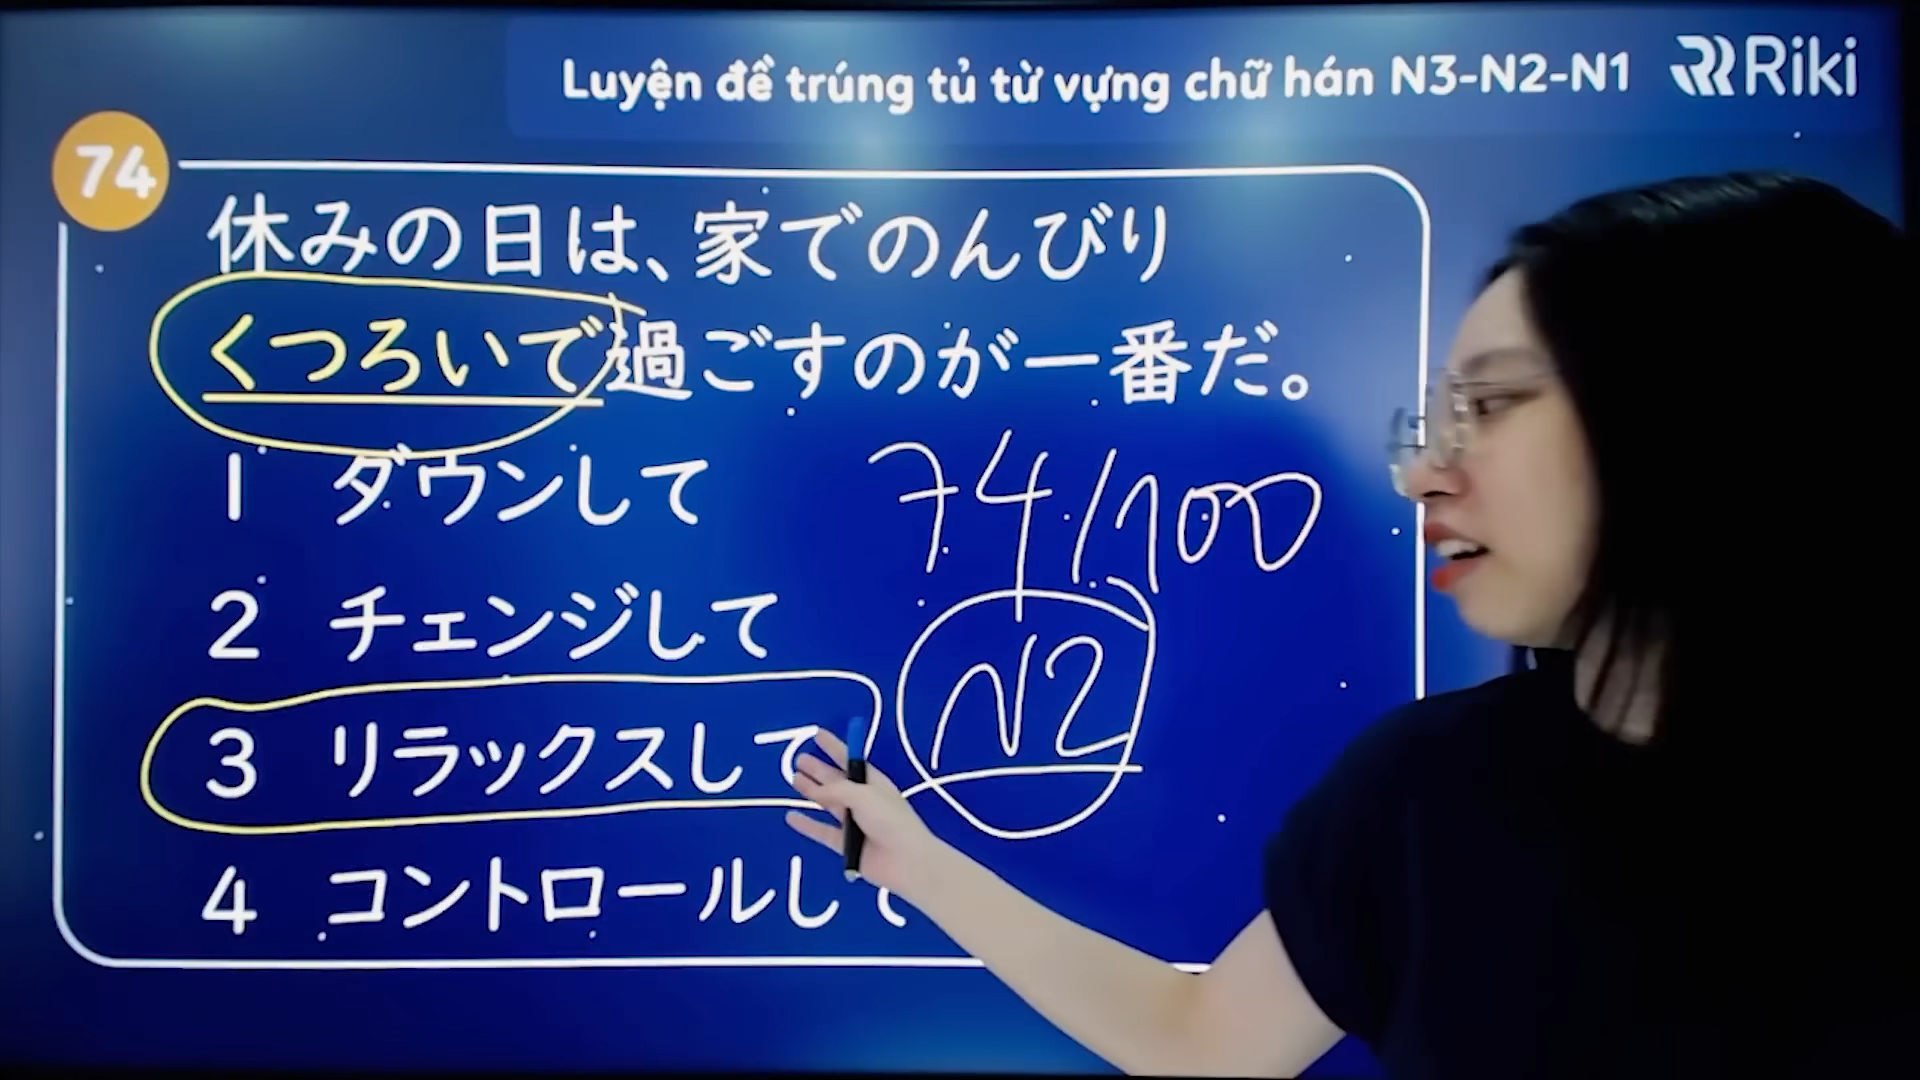 Luyện đề trúng tủ từ vựng chữ hán N3-N2-N1
Riki
74
休みの日は、家でのんびり
くつろいで過ごすのが一番だ。
1 ダウンして
74/100
2 チェンジして
N2
3 リラックスして
4 コントロールして